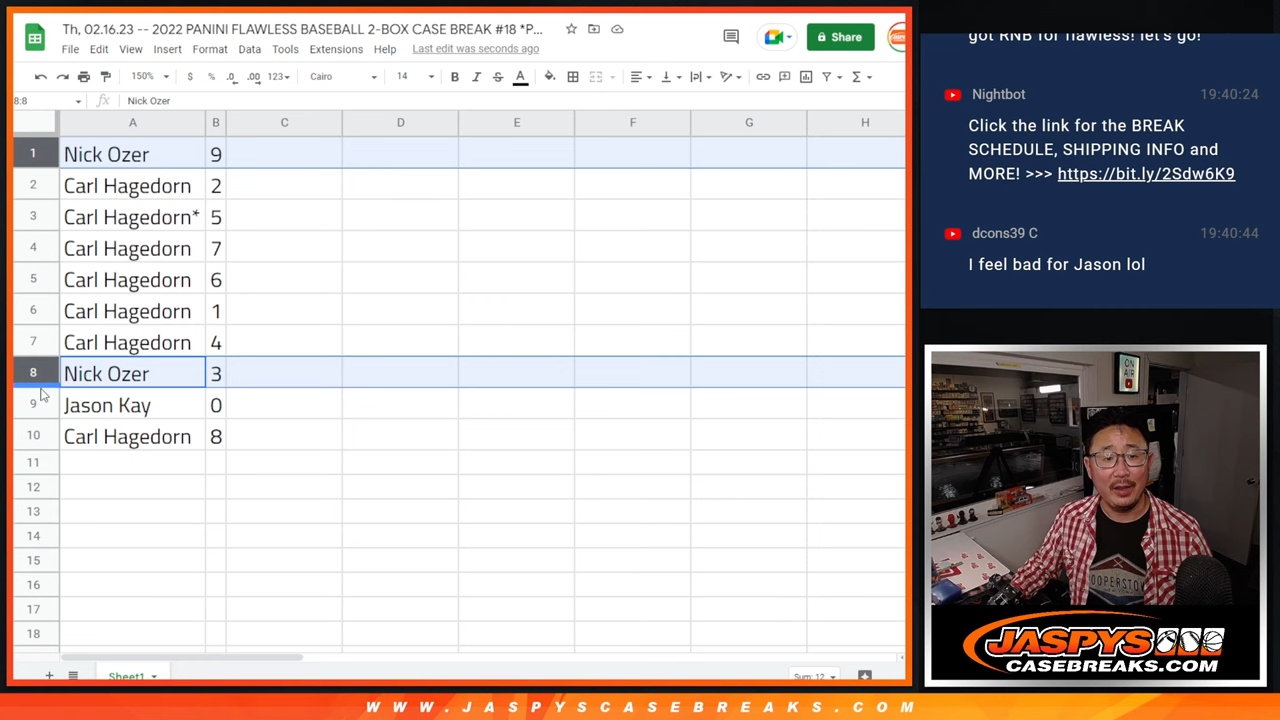 Th, 02.16.23 -- 2022 PANINI FLAWLESS BASEBALL 2-BOX CASE BREAK #18 *P...
File Edit View Insert Format Data Tools Extensions Help Last edit was seconds ago
Share
150% $ % .0 .00 123 Cairo 14 B I S A
8:8 fx Nick Ozer
A B C D E F G H
1 Nick Ozer 9
2 Carl Hagedorn 2
3 Carl Hagedorn* 5
4 Carl Hagedorn 7
5 Carl Hagedorn 6
6 Carl Hagedorn 1
7 Carl Hagedorn 4
8 Nick Ozer 3
9 Jason Kay 0
10 Carl Hagedorn 8
11
12
13
14
15
16
17
18
Sheet1
Sum: 12
got RNB for flawless! let's go!
Nightbot 19:40:24
Click the link for the BREAK
SCHEDULE, SHIPPING INFO and
MORE! >>> https://bit.ly/2Sdw6K9
dcons39 C 19:40:44
I feel bad for Jason lol
ON
AIR
COOPERSTOWN
JASPYS
CASEBREAKS.COM
WWW.JASPYSCASEBREAKS.COM